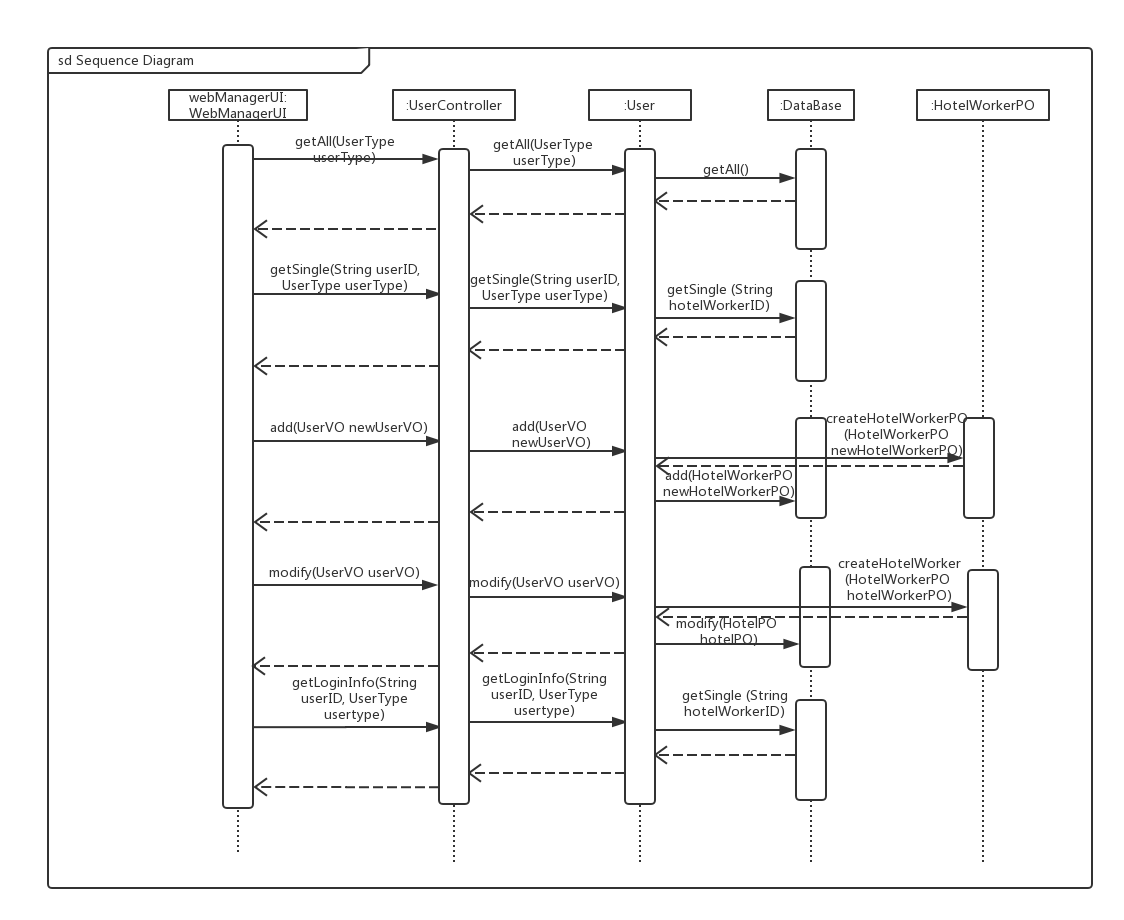 sd Sequence Diagram
webManagerUI:
WebManagerUI
:UserController
:User
:DataBase
:HotelWorkerPO
getAll(UserType
userType)
getAll(UserType
userType)
getAll()
getSingle(String userID,
UserType userType)
getSingle(String userID,
UserType userType)
getSingle (String
hotelWorkerID)
add(UserVO newUserVO)
add(UserVO
newUserVO)
createHotelWorkerPO
(HotelWorkerPO
newHotelWorkerPO)
add(HotelWorkerPO
newHotelWorkerPO)
modify(UserVO userVO)
modify(UserVO userVO)
createHotelWorker
(HotelWorkerPO
hotelWorkerPO)
modify(HotelPO
hotelPO)
getLoginInfo(String
userID, UserType
usertype)
getLoginInfo(String
userID, UserType
usertype)
getSingle (String
hotelWorkerID)